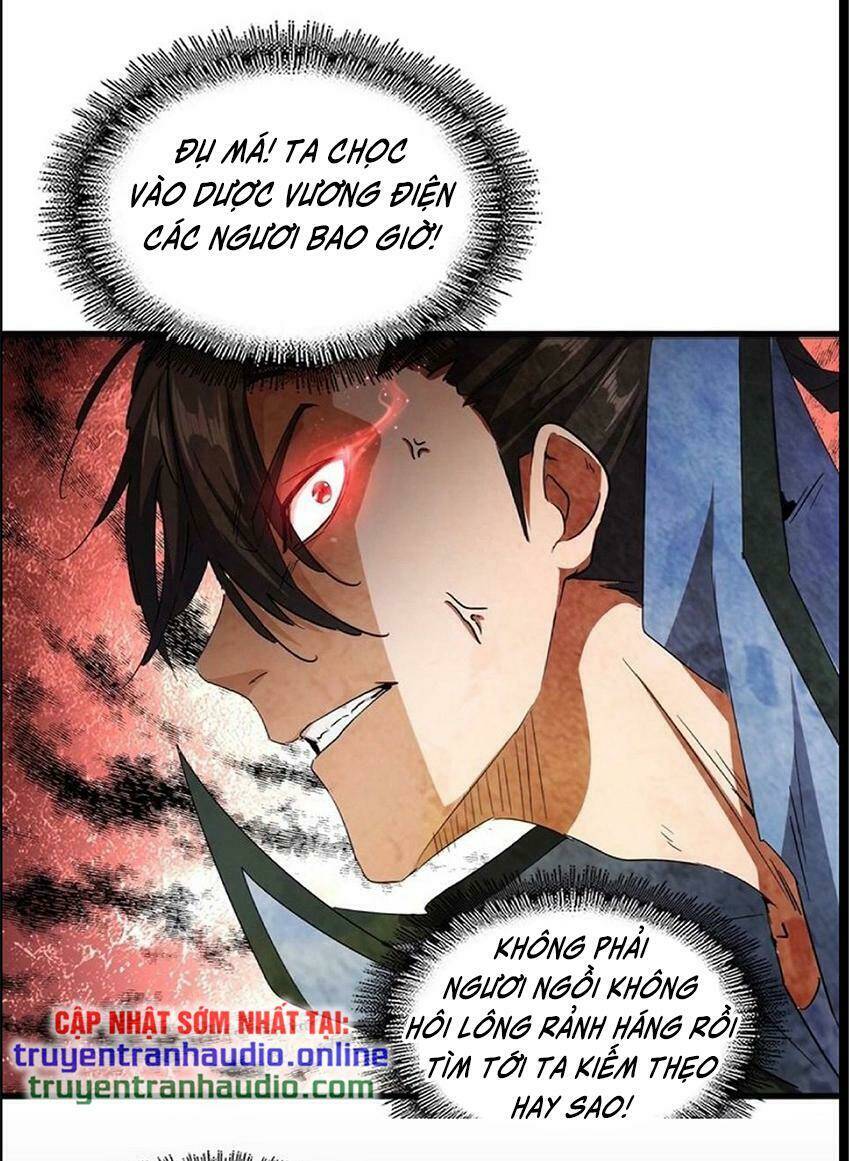 ĐỤ MÁ! TA CHỌC
VÀO DƯỢC VƯƠNG ĐIỆN
CÁC NGƯƠI BAO GIỜ!
KHÔNG PHẢI
NGƯƠI NGỒI KHÔNG
HÔI LÔNG RẢNH HÁNG RỒI
TÌM TỚI TA KIẾM THẸO
HAY SAO!
CẬP NHẬT SỚM NHẤT TẠI:
truyentranhaudio.online
truyentranhaudio.com